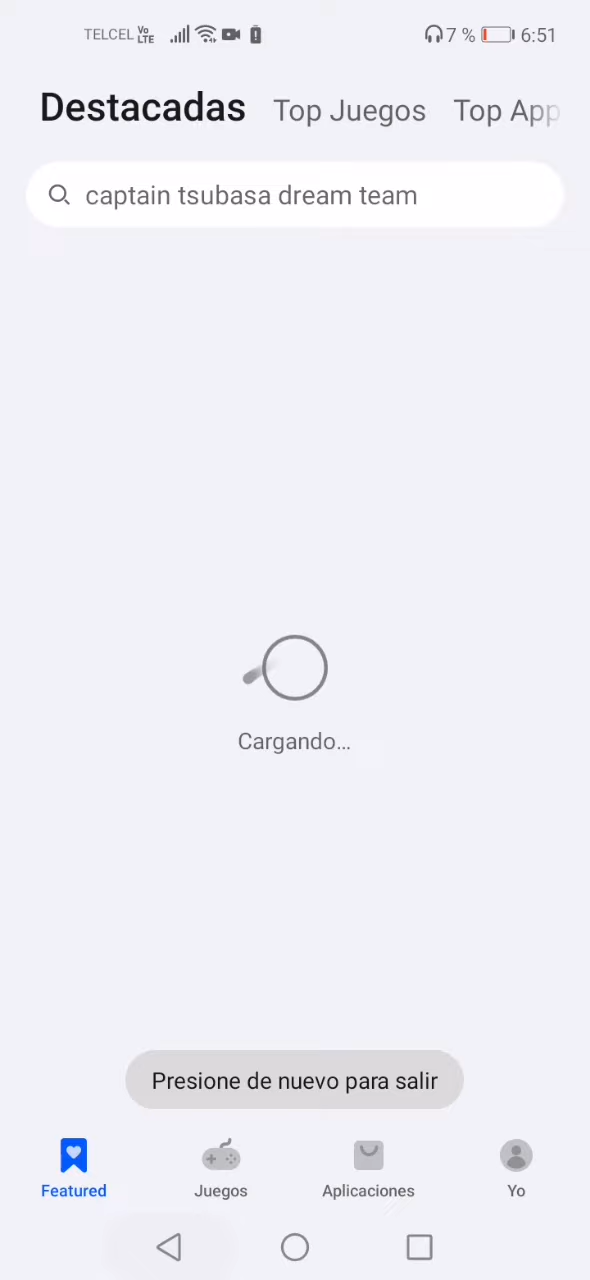 TELCEL VoLTE 7 % 6:51
Destacadas Top Juegos Top App
captain tsubasa dream team
Cargando...
Presione de nuevo para salir
Featured Juegos Aplicaciones Yo